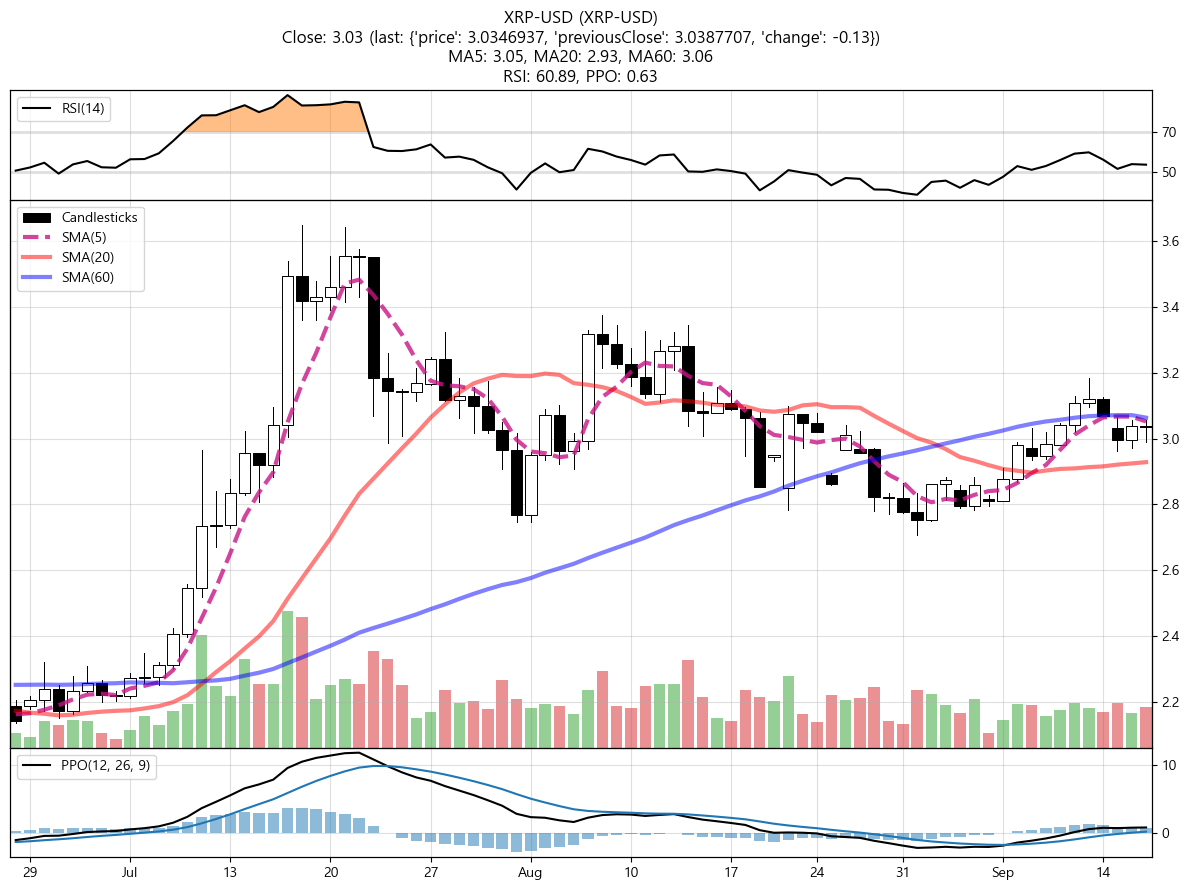 XRP-USD (XRP-USD)
Close: 3.03 (last: {'price': 3.0346937, 'previousClose': 3.0387707, 'change': -0.13})
MA5: 3.05, MA20: 2.93, MA60: 3.06
RSI: 60.89, PPO: 0.63
RSI(14)
70
50
Candlesticks
SMA(5)
SMA(20)
SMA(60)
3.6
3.4
3.2
3.0
2.8
2.6
2.4
2.2
PPO(12, 26, 9)
10
0
29 Jul 13 20 27 Aug 10 17 24 31 Sep 14